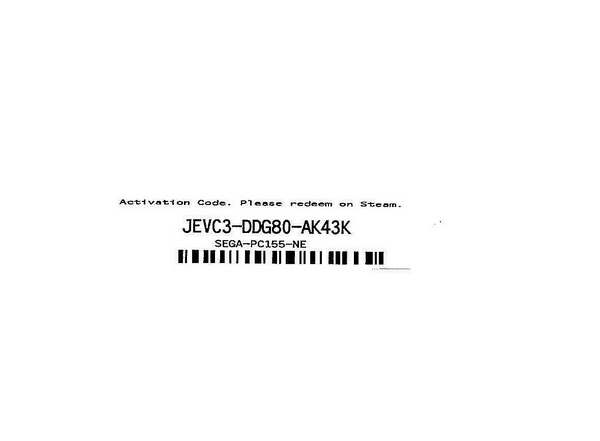 Activation Code. Please redeem on Steam.
JEVC3-DDG80-AK43K
SEGA-PC155-NE